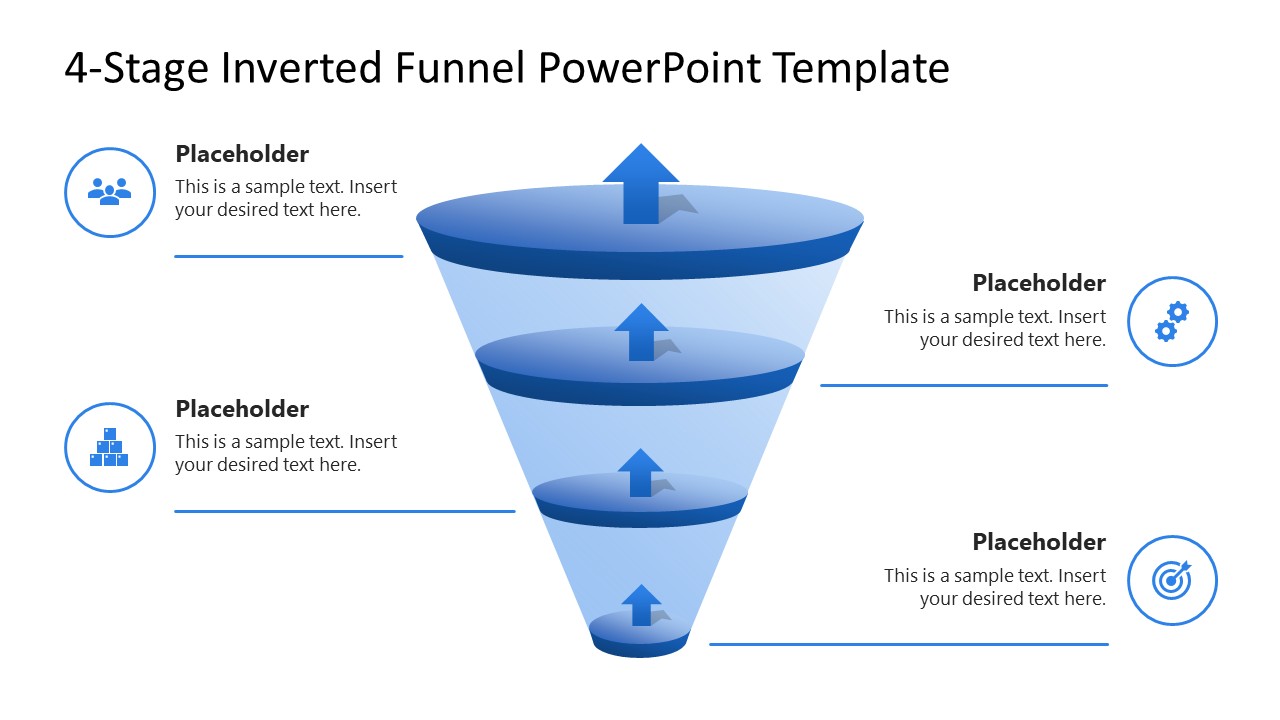 4-Stage Inverted Funnel PowerPoint Template
Placeholder
This is a sample text. Insert
your desired text here.
Placeholder
This is a sample text. Insert
your desired text here.
Placeholder
This is a sample text. Insert
your desired text here.
Placeholder
This is a sample text. Insert
your desired text here.